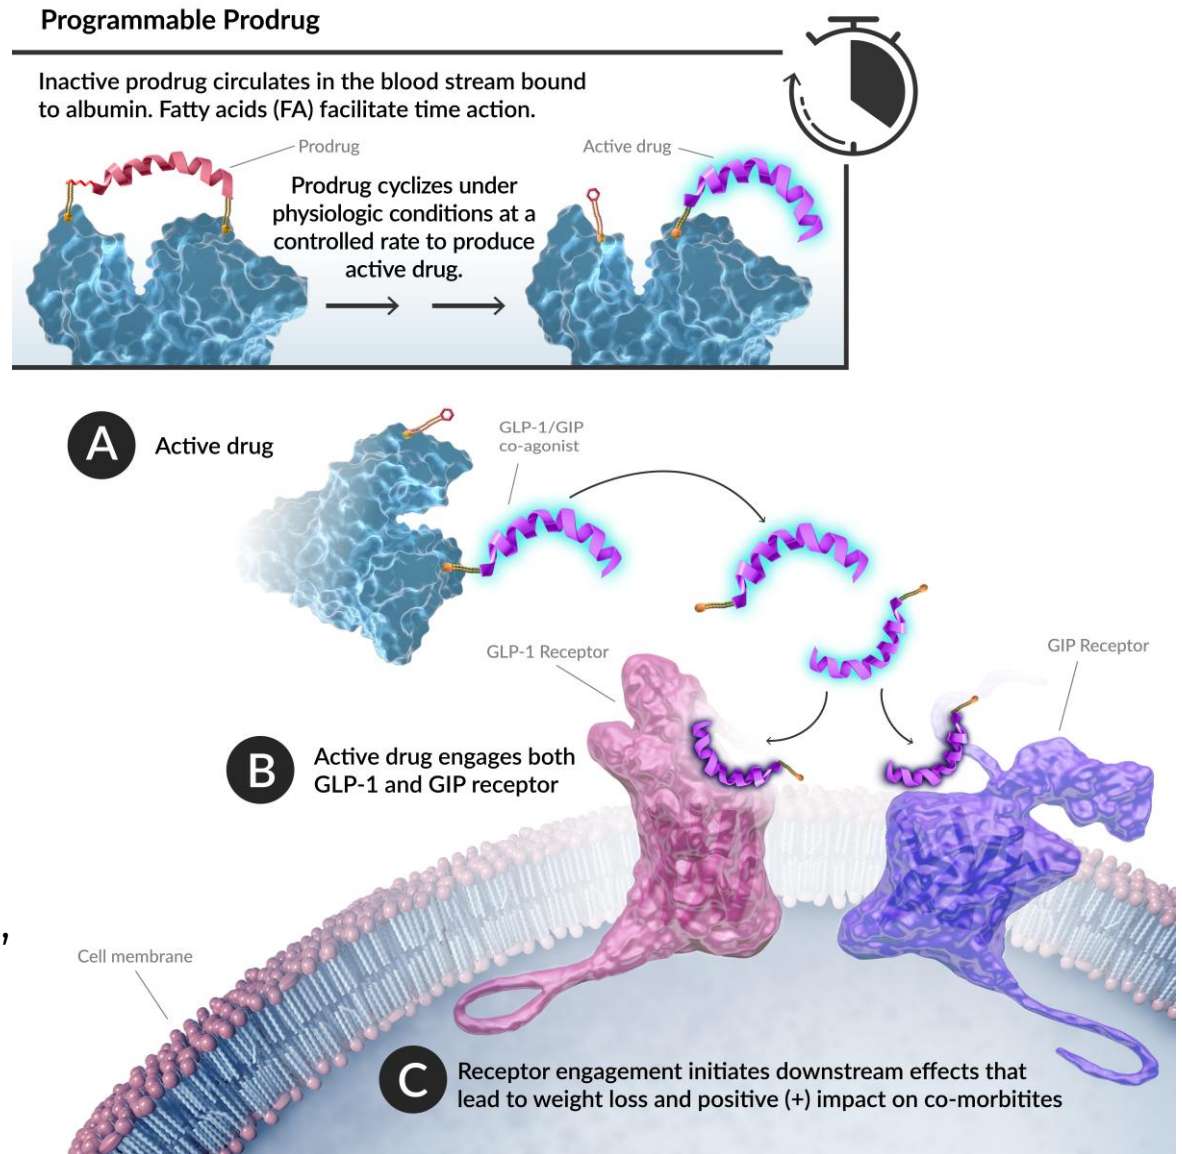 Programmable Prodrug
Inactive prodrug circulates in the blood stream bound
to albumin. Fatty acids (FA) facilitate time action.
Prodrug
Prodrug cyclizes under
physiologic conditions at a
controlled rate to produce
active drug.
Active drug
A
Active drug
GLP-1/GIP
co-agonist
GLP-1 Receptor
GIP Receptor
B
Active drug engages both
GLP-1 and GIP receptor
,
Cell membrane
C
Receptor engagement initiates downstream effects that
lead to weight loss and positive (+) impact on co-morbitites